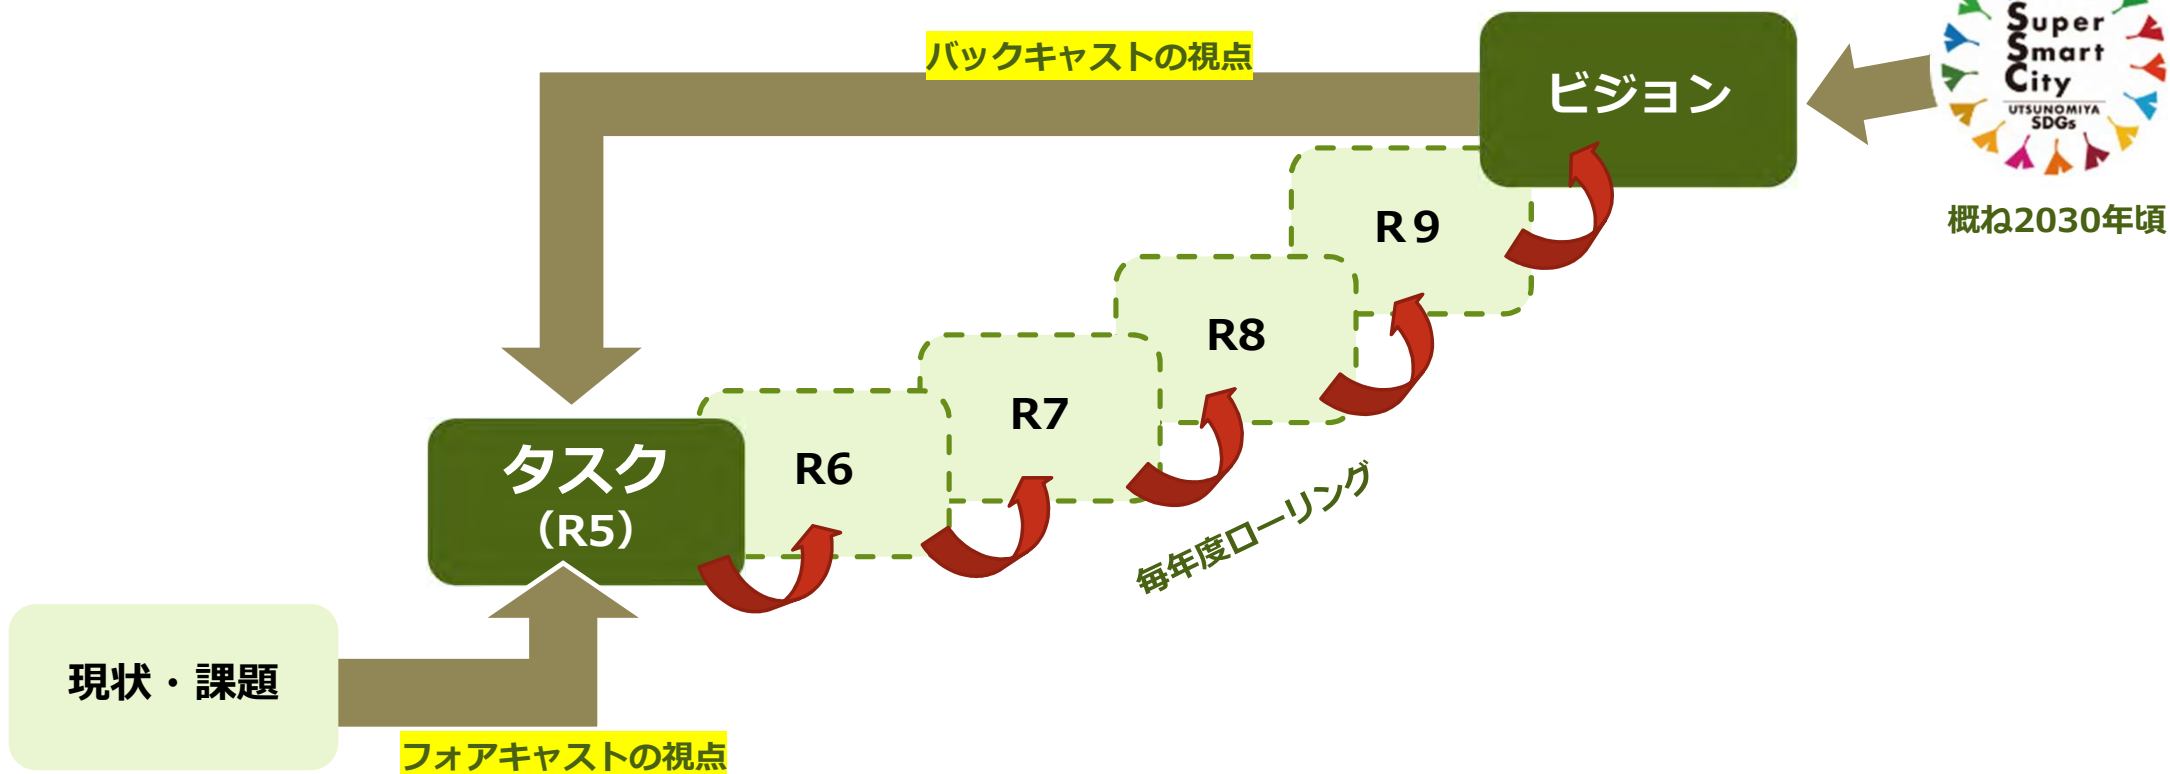 バックキャストの視点
ビジョン
Super
Smart
City
UTSUNOMIYA
SDGs
概ね2030年頃
R９
R8
R7
R6
タスク
（R5）
毎年度ローリング
現状・課題
フォアキャストの視点